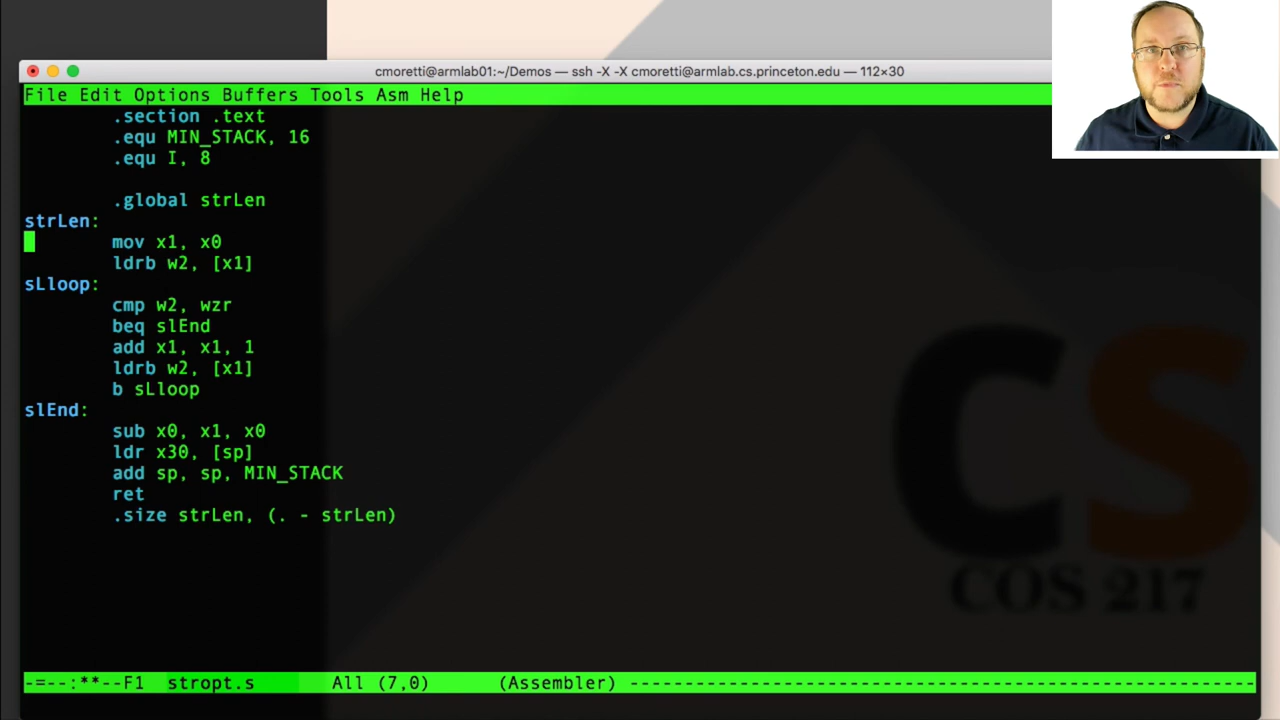 cmoretti@armlab01:~/Demos — ssh -X -X cmoretti@armlab.cs.princeton.edu — 112×30
File Edit Options Buffers Tools Asm Help
.section .text
.equ MIN_STACK, 16
.equ I, 8
.global strLen
strLen:
mov x1, x0
ldrb w2, [x1]
sLloop:
cmp w2, wzr
beq slEnd
add x1, x1, 1
ldrb w2, [x1]
b sLloop
slEnd:
sub x0, x1, x0
ldr x30, [sp]
add sp, sp, MIN_STACK
ret
.size strLen, (. - strLen)
CS
COS 217
-=--:**--F1 stropt.s All (7,0) (Assembler) ----------------------------------------------------------------------